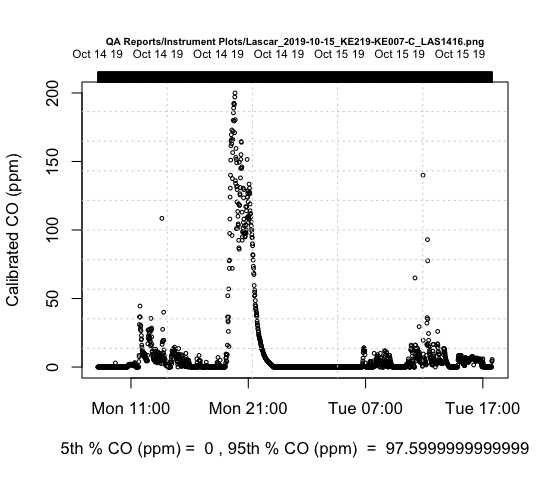 QA Reports/Instrument Plots/Lascar_2019-10-15_KE219-KE007-C_LAS1416.png
Oct 14 19 Oct 14 19 Oct 14 19 Oct 14 19 Oct 15 19 Oct 15 19 Oct 15 19
Calibrated CO (ppm)
200
150
100
50
0
Mon 11:00 Mon 21:00 Tue 07:00 Tue 17:00
5th % CO (ppm) = 0 , 95th % CO (ppm) = 97.5999999999999